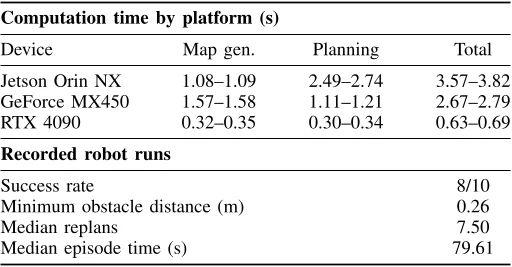 Computation time by platform (s)
Device Map gen. Planning Total
Jetson Orin NX 1.08–1.09 2.49–2.74 3.57–3.82
GeForce MX450 1.57–1.58 1.11–1.21 2.67–2.79
RTX 4090 0.32–0.35 0.30–0.34 0.63–0.69
Recorded robot runs
Success rate 8/10
Minimum obstacle distance (m) 0.26
Median replans 7.50
Median episode time (s) 79.61